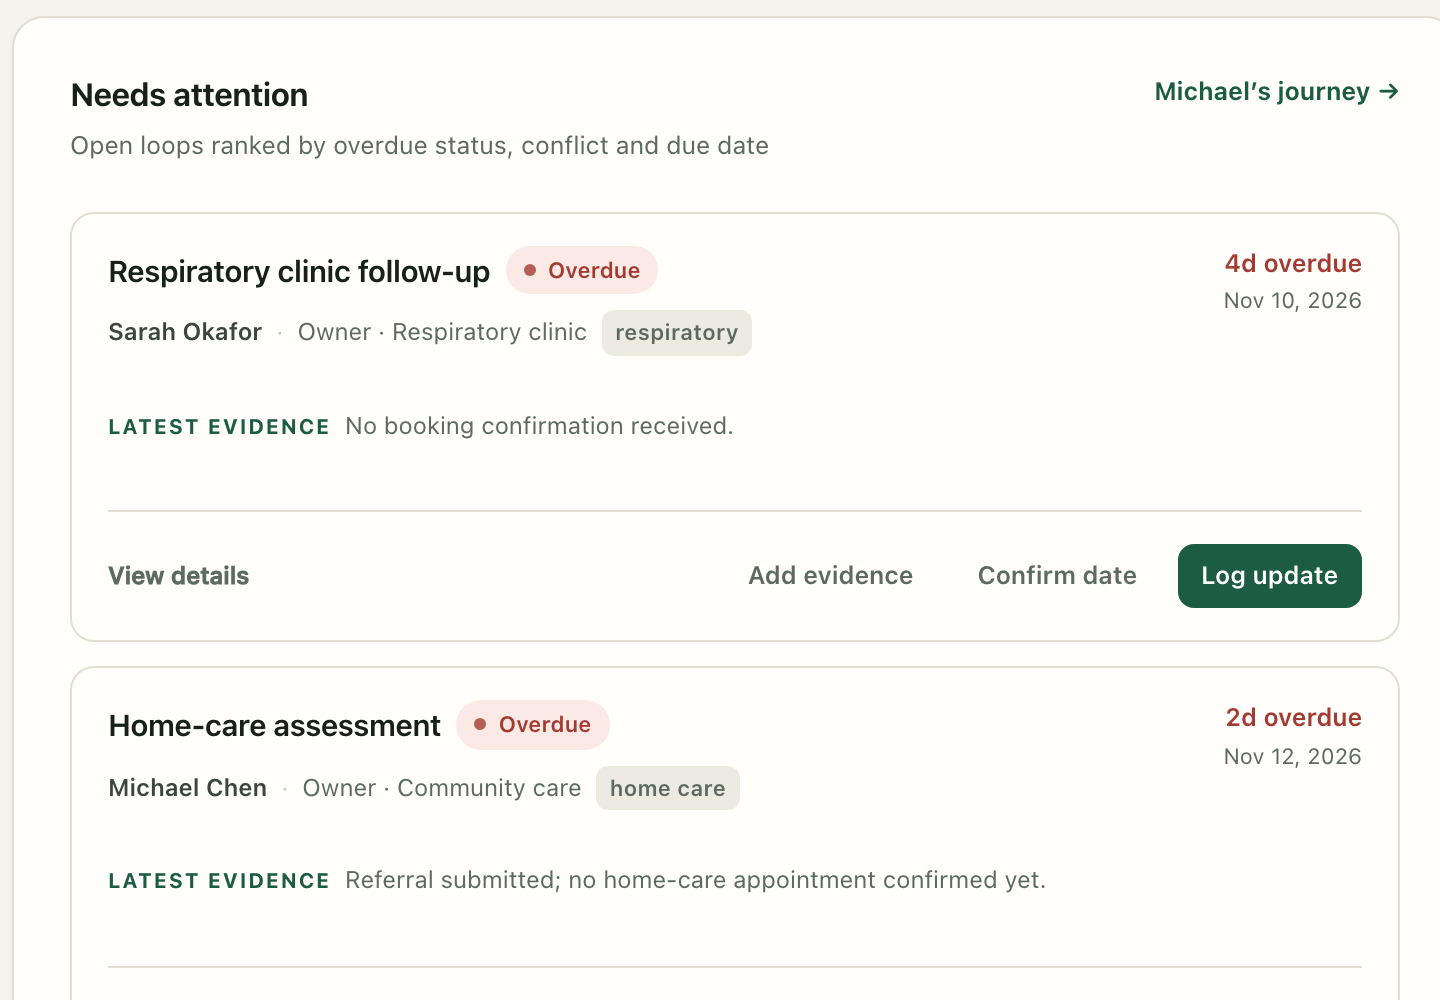 Needs attention
Michael’s journey →
Open loops ranked by overdue status, conflict and due date
Respiratory clinic follow-up
Overdue
4d overdue
Nov 10, 2026
Sarah Okafor · Owner · Respiratory clinic respiratory
LATEST EVIDENCE No booking confirmation received.
View details Add evidence Confirm date Log update
Home-care assessment
Overdue
2d overdue
Nov 12, 2026
Michael Chen · Owner · Community care home care
LATEST EVIDENCE Referral submitted; no home-care appointment confirmed yet.